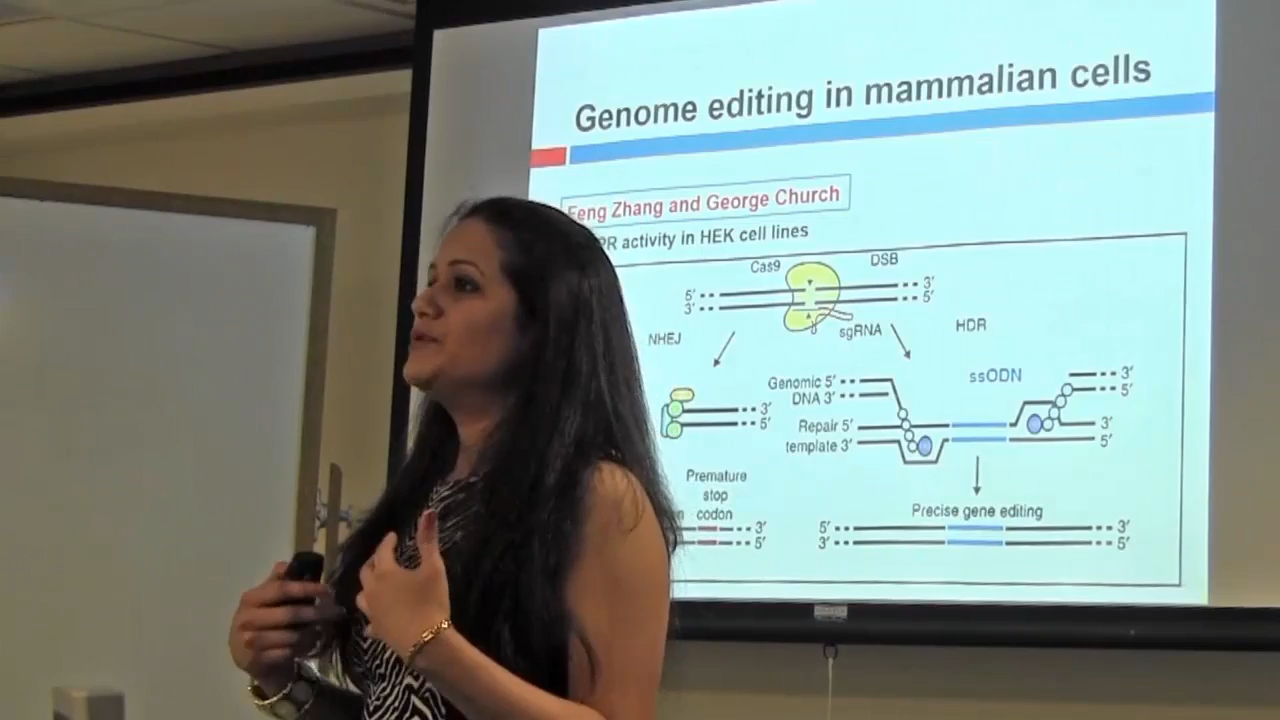 Genome editing in mammalian cells
Feng Zhang and George Church
PR activity in HEK cell lines
Cas9
DSB
5′
3′
3′
5′
sgRNA
NHEJ
HDR
ssODN
Genomic 5′
DNA 3′
3′
5′
3′
5′
Repair 5′
template 3′
3′
5′
Premature
stop
codon
3′
5′
Precise gene editing
5′
3′
3′
5′